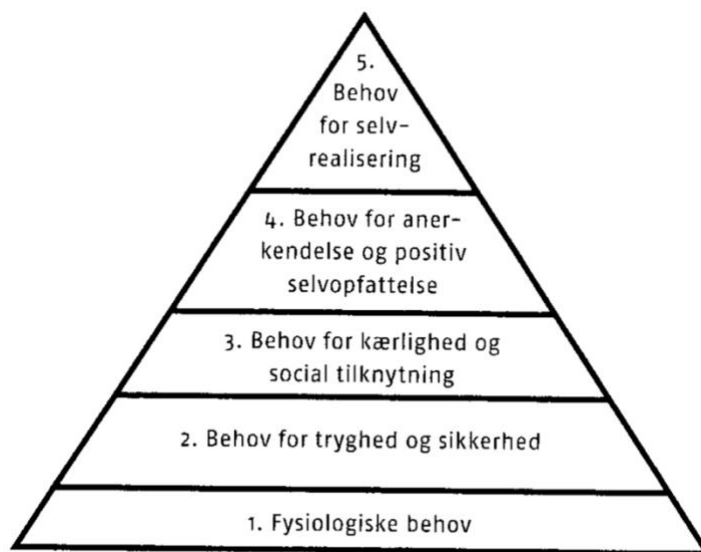 5.
Behov
for selv-
realisering
4. Behov for aner-
kendelse og positiv
selvopfattelse
3. Behov for kærlighed og
social tilknytning
2. Behov for tryghed og sikkerhed
1. Fysiologiske behov